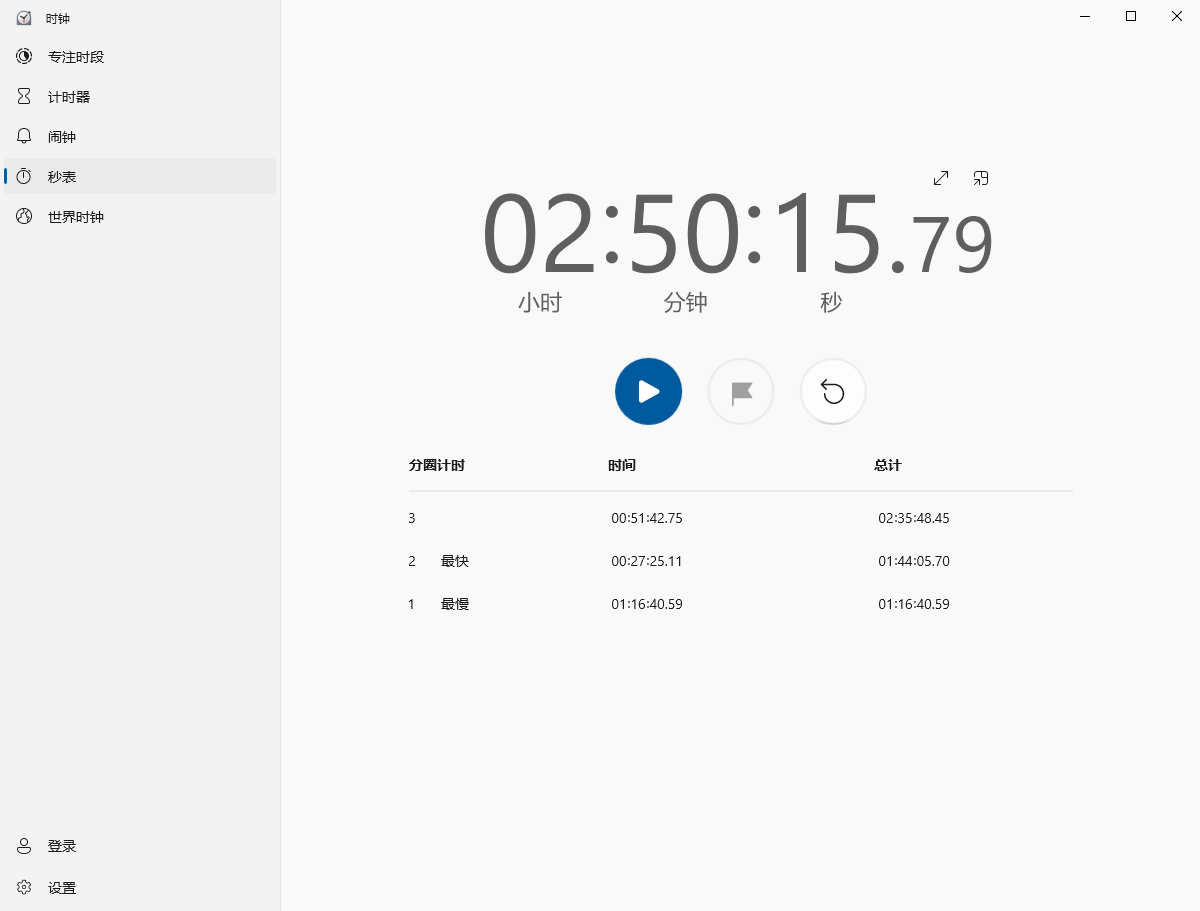 时钟
专注时段
计时器
闹钟
秒表
世界时钟
登录
设置
02:50:15.79
小时 分钟 秒
分圈计时 时间 总计
3 00:51:42.75 02:35:48.45
2 最快 00:27:25.11 01:44:05.70
1 最慢 01:16:40.59 01:16:40.59